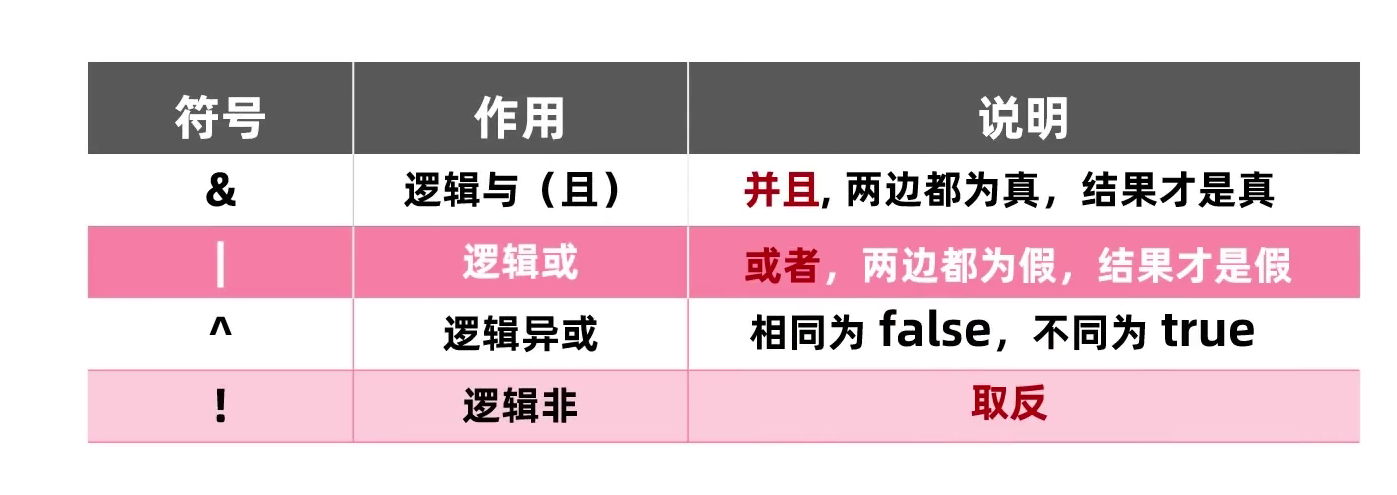 符号 作用 说明
& 逻辑与（且） 并且, 两边都为真，结果才是真
| 逻辑或 或者，两边都为假，结果才是假
^ 逻辑异或 相同为 false，不同为 true
! 逻辑非 取反